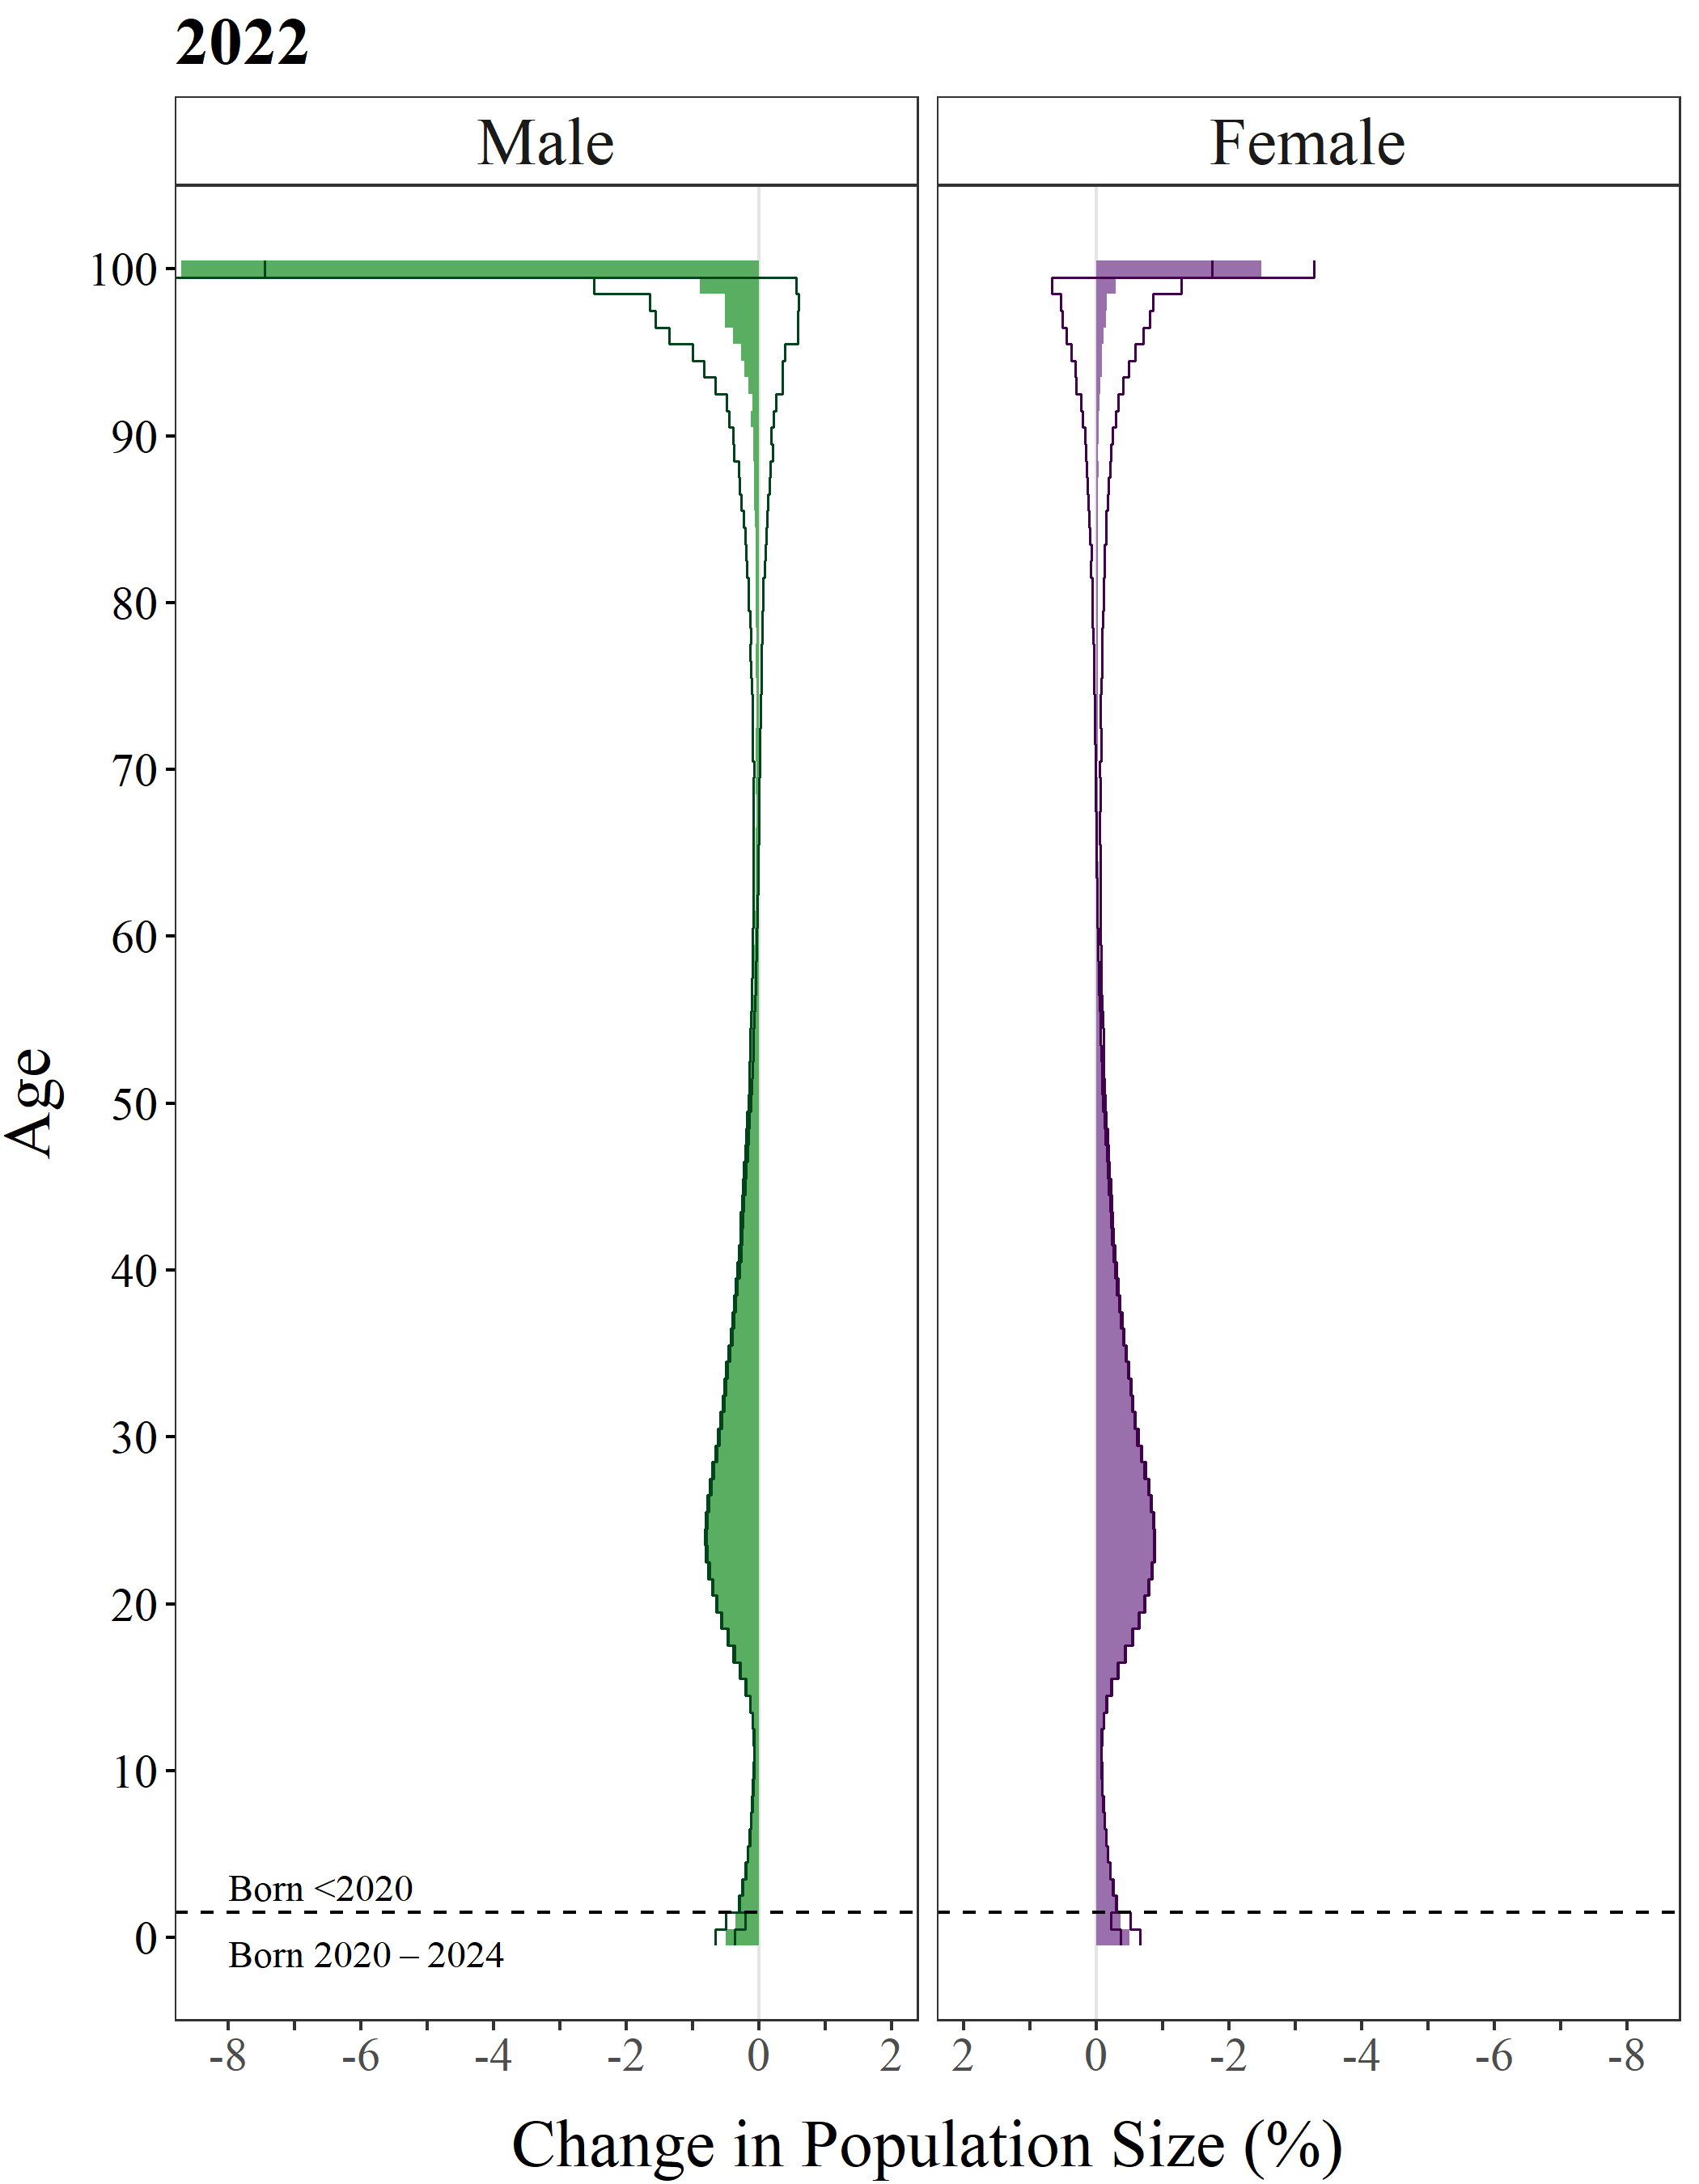 2022
Male
Female
Age
100
90
80
70
60
50
40
30
20
10
0
Born <2020
Born 2020 – 2024
-8 -6 -4 -2 0 2
2 0 -2 -4 -6 -8
Change in Population Size (%)